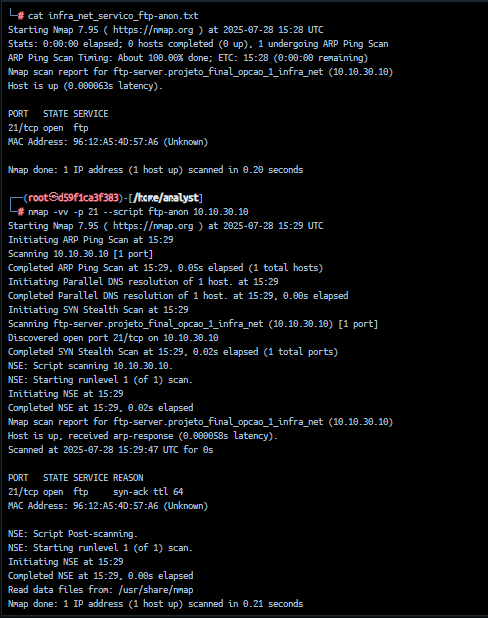 └─# cat infra_net_servico_ftp-anon.txt
Starting Nmap 7.95 ( https://nmap.org ) at 2025-07-28 15:28 UTC
Stats: 0:00:00 elapsed; 0 hosts completed (0 up), 1 undergoing ARP Ping Scan
ARP Ping Scan Timing: About 100.00% done; ETC: 15:28 (0:00:00 remaining)
Nmap scan report for ftp-server.projeto_final_opcao_1_infra_net (10.10.30.10)
Host is up (0.000063s latency).

PORT   STATE SERVICE
21/tcp open  ftp
MAC Address: 96:12:A5:4D:57:A6 (Unknown)

Nmap done: 1 IP address (1 host up) scanned in 0.20 seconds

┌──(root㉿d59f1ca3f383)-[/home/analyst]
└─# nmap -vv -p 21 --script ftp-anon 10.10.30.10
Starting Nmap 7.95 ( https://nmap.org ) at 2025-07-28 15:29 UTC
Initiating ARP Ping Scan at 15:29
Scanning 10.10.30.10 [1 port]
Completed ARP Ping Scan at 15:29, 0.05s elapsed (1 total hosts)
Initiating Parallel DNS resolution of 1 host. at 15:29
Completed Parallel DNS resolution of 1 host. at 15:29, 0.00s elapsed
Initiating SYN Stealth Scan at 15:29
Scanning ftp-server.projeto_final_opcao_1_infra_net (10.10.30.10) [1 port]
Discovered open port 21/tcp on 10.10.30.10
Completed SYN Stealth Scan at 15:29, 0.02s elapsed (1 total ports)
NSE: Script scanning 10.10.30.10.
NSE: Starting runlevel 1 (of 1) scan.
Initiating NSE at 15:29
Completed NSE at 15:29, 0.02s elapsed
Nmap scan report for ftp-server.projeto_final_opcao_1_infra_net (10.10.30.10)
Host is up, received arp-response (0.000058s latency).
Scanned at 2025-07-28 15:29:47 UTC for 0s

PORT   STATE SERVICE REASON
21/tcp open  ftp     syn-ack ttl 64
MAC Address: 96:12:A5:4D:57:A6 (Unknown)

NSE: Script Post-scanning.
NSE: Starting runlevel 1 (of 1) scan.
Initiating NSE at 15:29
Completed NSE at 15:29, 0.00s elapsed
Read data files from: /usr/share/nmap
Nmap done: 1 IP address (1 host up) scanned in 0.21 seconds